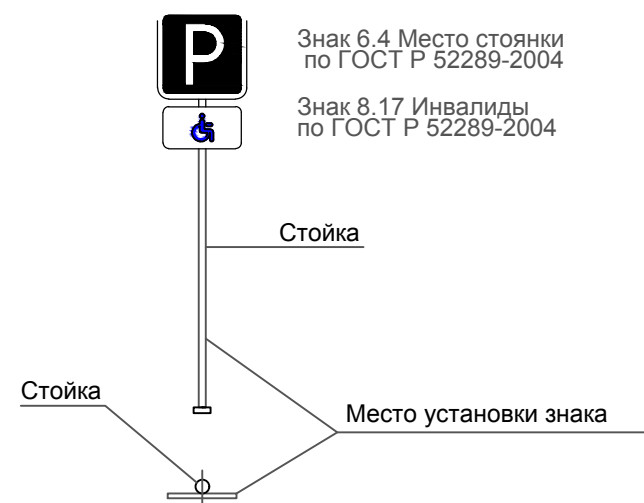 P
Знак 6.4 Место стоянки
по ГОСТ Р 52289-2004
Знак 8.17 Инвалиды
по ГОСТ Р 52289-2004
Стойка
Стойка
Место установки знака